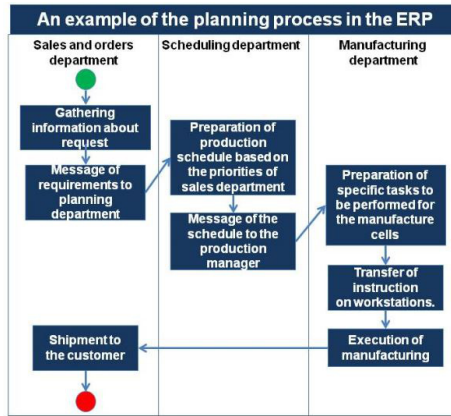 An example of the planning process in the ERP
Sales and orders
department
Scheduling department
Manufacturing
department
Gathering
information about
request
Message of
requirements to
planning
department
Preparation of
production
schedule based on
the priorities of
sales department
Message of the
schedule to the
production
manager
Preparation of
specific tasks to
be performed for
the manufacture
cells
Transfer of
instruction
on workstations.
Execution of
manufacturing
Shipment to
the customer